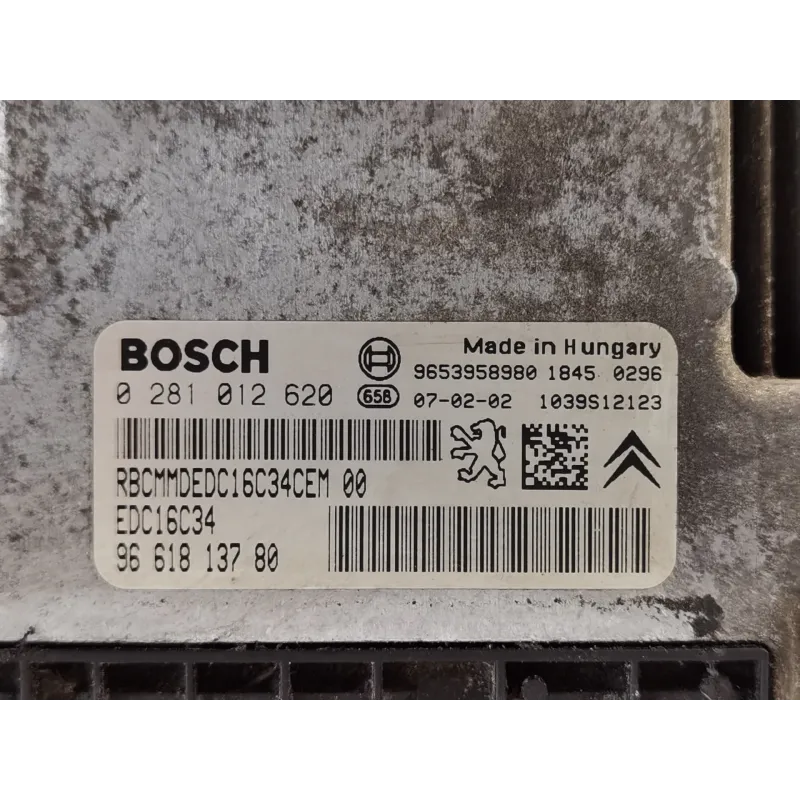 BOSCH
Made in Hungary
9653958980 1845 0296
0 281 012 620
658
07-02-02 1039S12123
RBCMMDEDC16C34CEM 00
EDC16C34
96 618 137 80